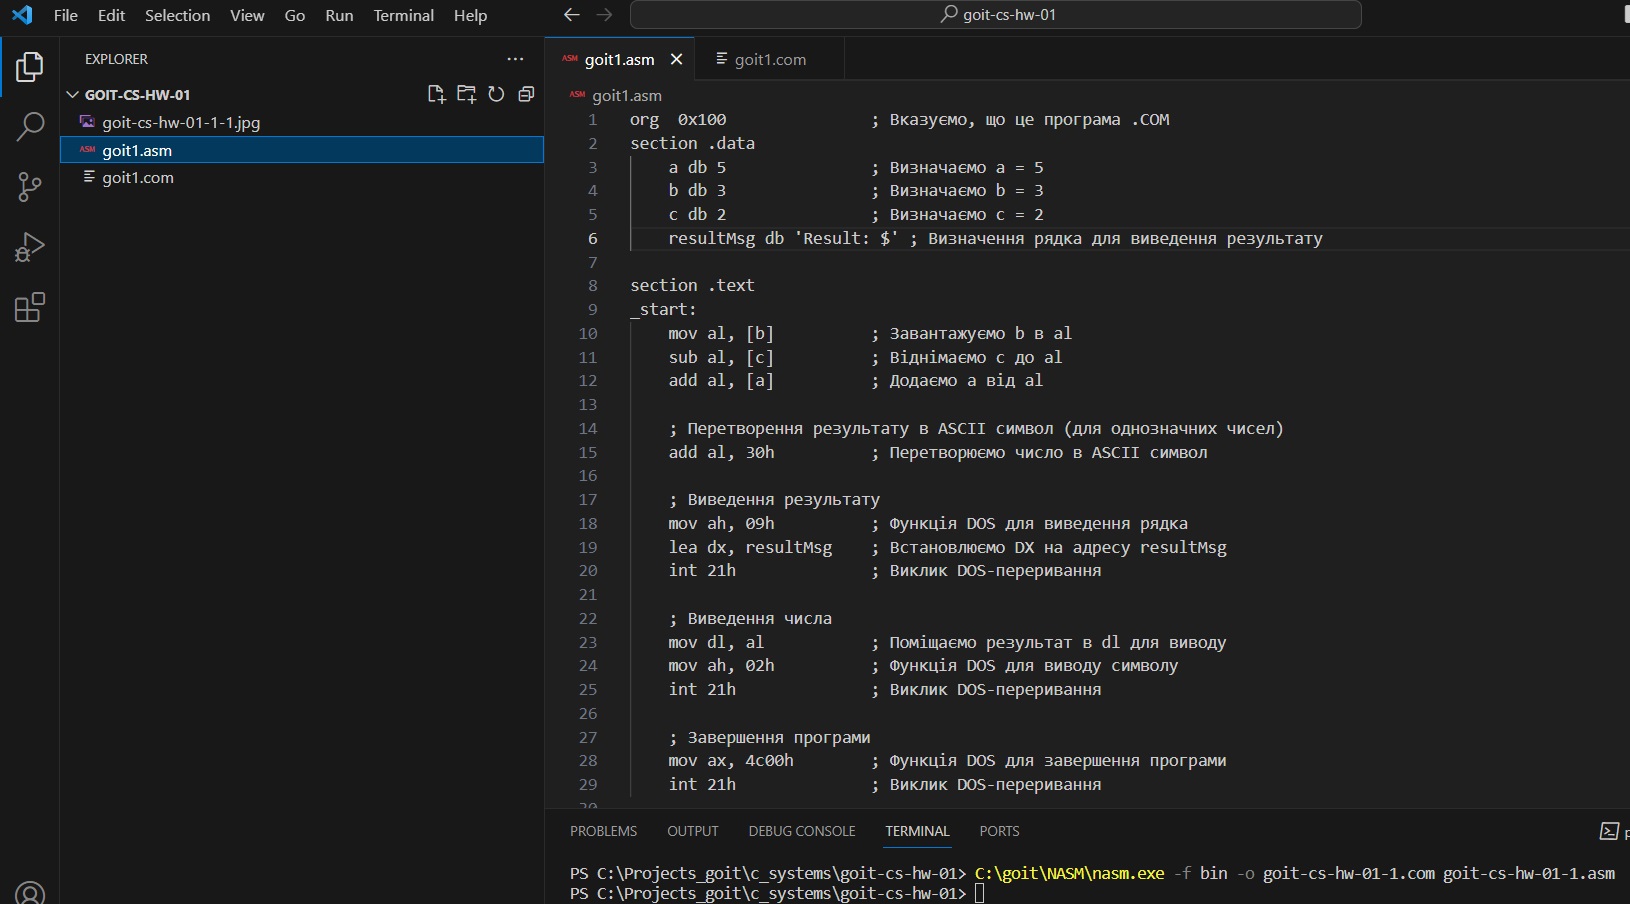 File Edit Selection View Go Run Terminal Help
goit-cs-hw-01
EXPLORER
GOIT-CS-HW-01
goit-cs-hw-01-1-1.jpg
ASM goit1.asm
goit1.com
ASM goit1.asm goit1.com
ASM goit1.asm
1 org 0x100 ; Вказуємо, що це програма .COM
2 section .data
3 a db 5 ; Визначаємо a = 5
4 b db 3 ; Визначаємо b = 3
5 c db 2 ; Визначаємо c = 2
6 resultMsg db 'Result: $' ; Визначення рядка для виведення результату
7
8 section .text
9 _start:
10 mov al, [b] ; Завантажуємо b в al
11 sub al, [c] ; Віднімаємо c до al
12 add al, [a] ; Додаємо a від al
13
14 ; Перетворення результату в ASCII символ (для однозначних чисел)
15 add al, 30h ; Перетворюємо число в ASCII символ
16
17 ; Виведення результату
18 mov ah, 09h ; Функція DOS для виведення рядка
19 lea dx, resultMsg ; Встановлюємо DX на адресу resultMsg
20 int 21h ; Виклик DOS-переривання
21
22 ; Виведення числа
23 mov dl, al ; Поміщаємо результат в dl для виводу
24 mov ah, 02h ; Функція DOS для виводу символу
25 int 21h ; Виклик DOS-переривання
26
27 ; Завершення програми
28 mov ax, 4c00h ; Функція DOS для завершення програми
29 int 21h ; Виклик DOS-переривання
PROBLEMS OUTPUT DEBUG CONSOLE TERMINAL PORTS
PS C:\Projects_goit\c_systems\goit-cs-hw-01> C:\goit\NASM\nasm.exe -f bin -o goit-cs-hw-01-1.com goit-cs-hw-01-1.asm
PS C:\Projects_goit\c_systems\goit-cs-hw-01>